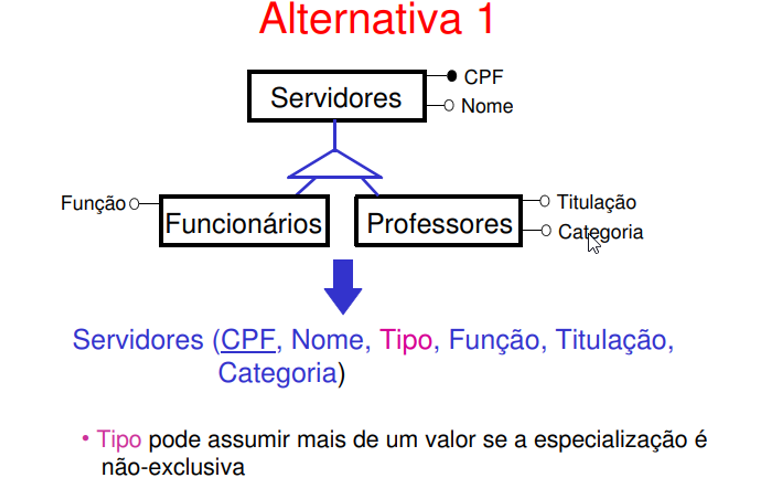 Alternativa 1
CPF
Servidores
Nome
Função
Titulação
Funcionários
Professores
Categoria
Servidores (CPF, Nome, Tipo, Função, Titulação,
Categoria)
• Tipo pode assumir mais de um valor se a especialização é
não-exclusiva